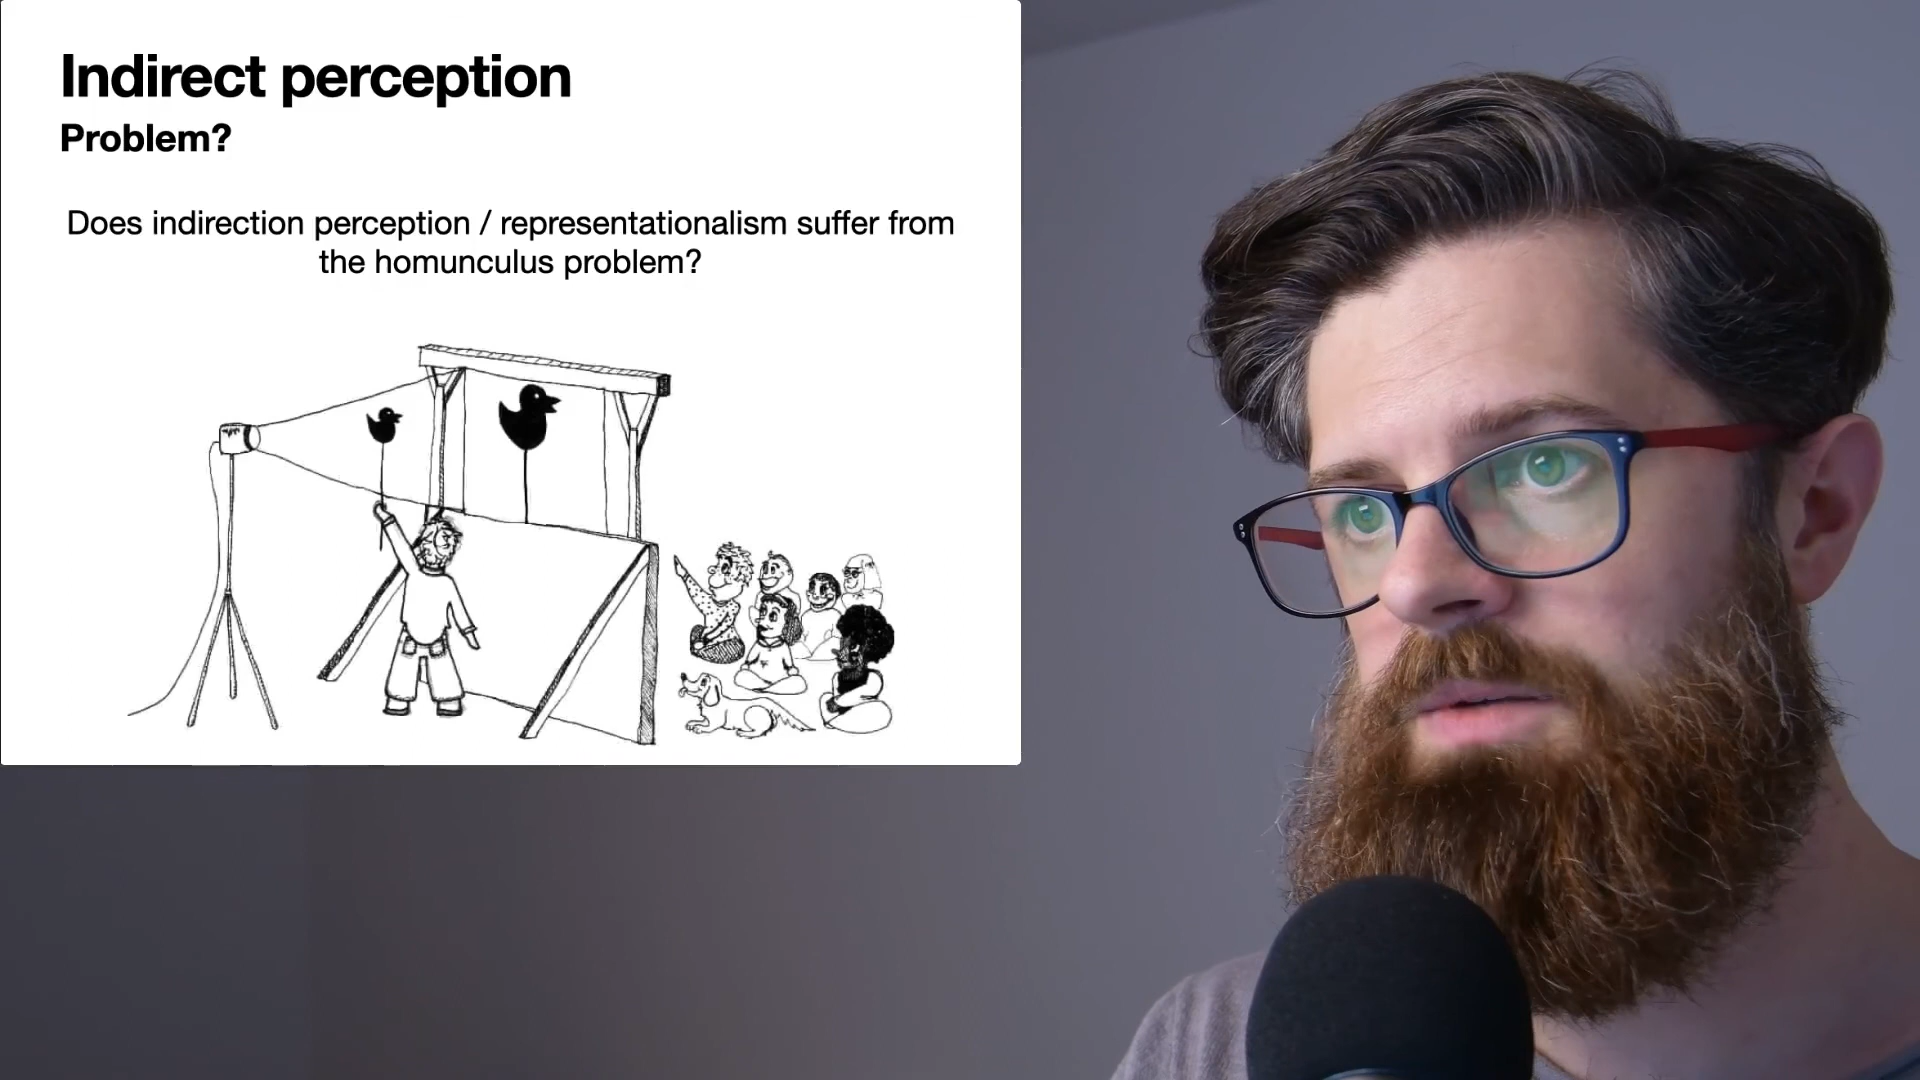 Indirect perception
Problem?
Does indirection perception / representationalism suffer from
the homunculus problem?